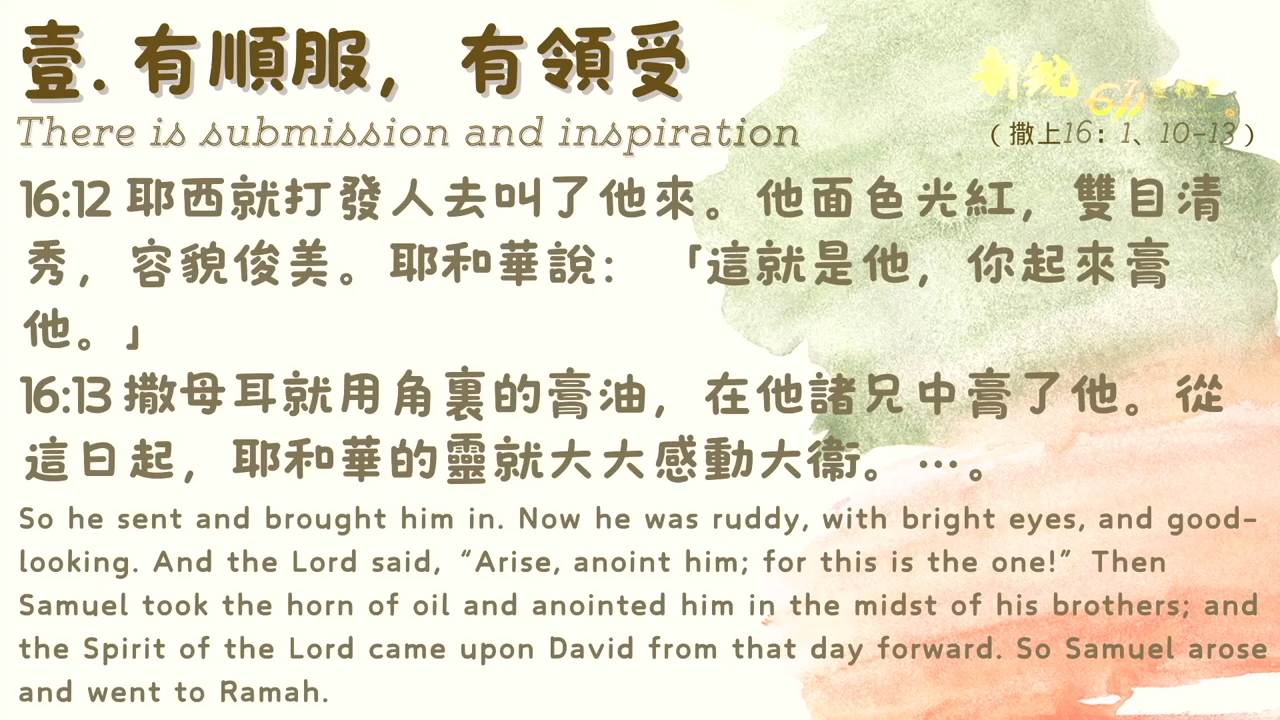 壹. 有順服, 有領受
There is submission and inspiration
(撒上16: 1、10-13)
16:12 耶西就打發人去叫了他來。他面色光紅, 雙目清
秀, 容貌俊美。耶和華說: 「這就是他, 你起來膏
他。」
16:13 撒母耳就用角裏的膏油, 在他諸兄中膏了他。從
這日起, 耶和華的靈就大大感動大衞。…。
So he sent and brought him in. Now he was ruddy, with bright eyes, and good-
looking. And the Lord said, “Arise, anoint him; for this is the one!” Then
Samuel took the horn of oil and anointed him in the midst of his brothers; and
the Spirit of the Lord came upon David from that day forward. So Samuel arose
and went to Ramah.